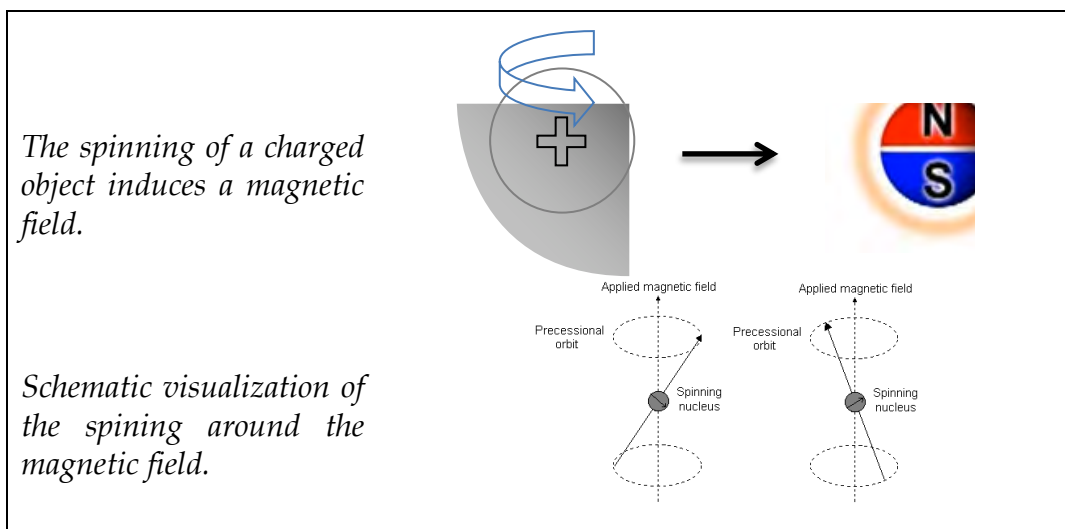 The spinning of a charged
object induces a magnetic
field.
N
S
Applied magnetic field
Applied magnetic field
Precessional
orbit
Precessional
orbit
Spinning
nucleus
Spinning
nucleus
Schematic visualization of
the spining around the
magnetic field.